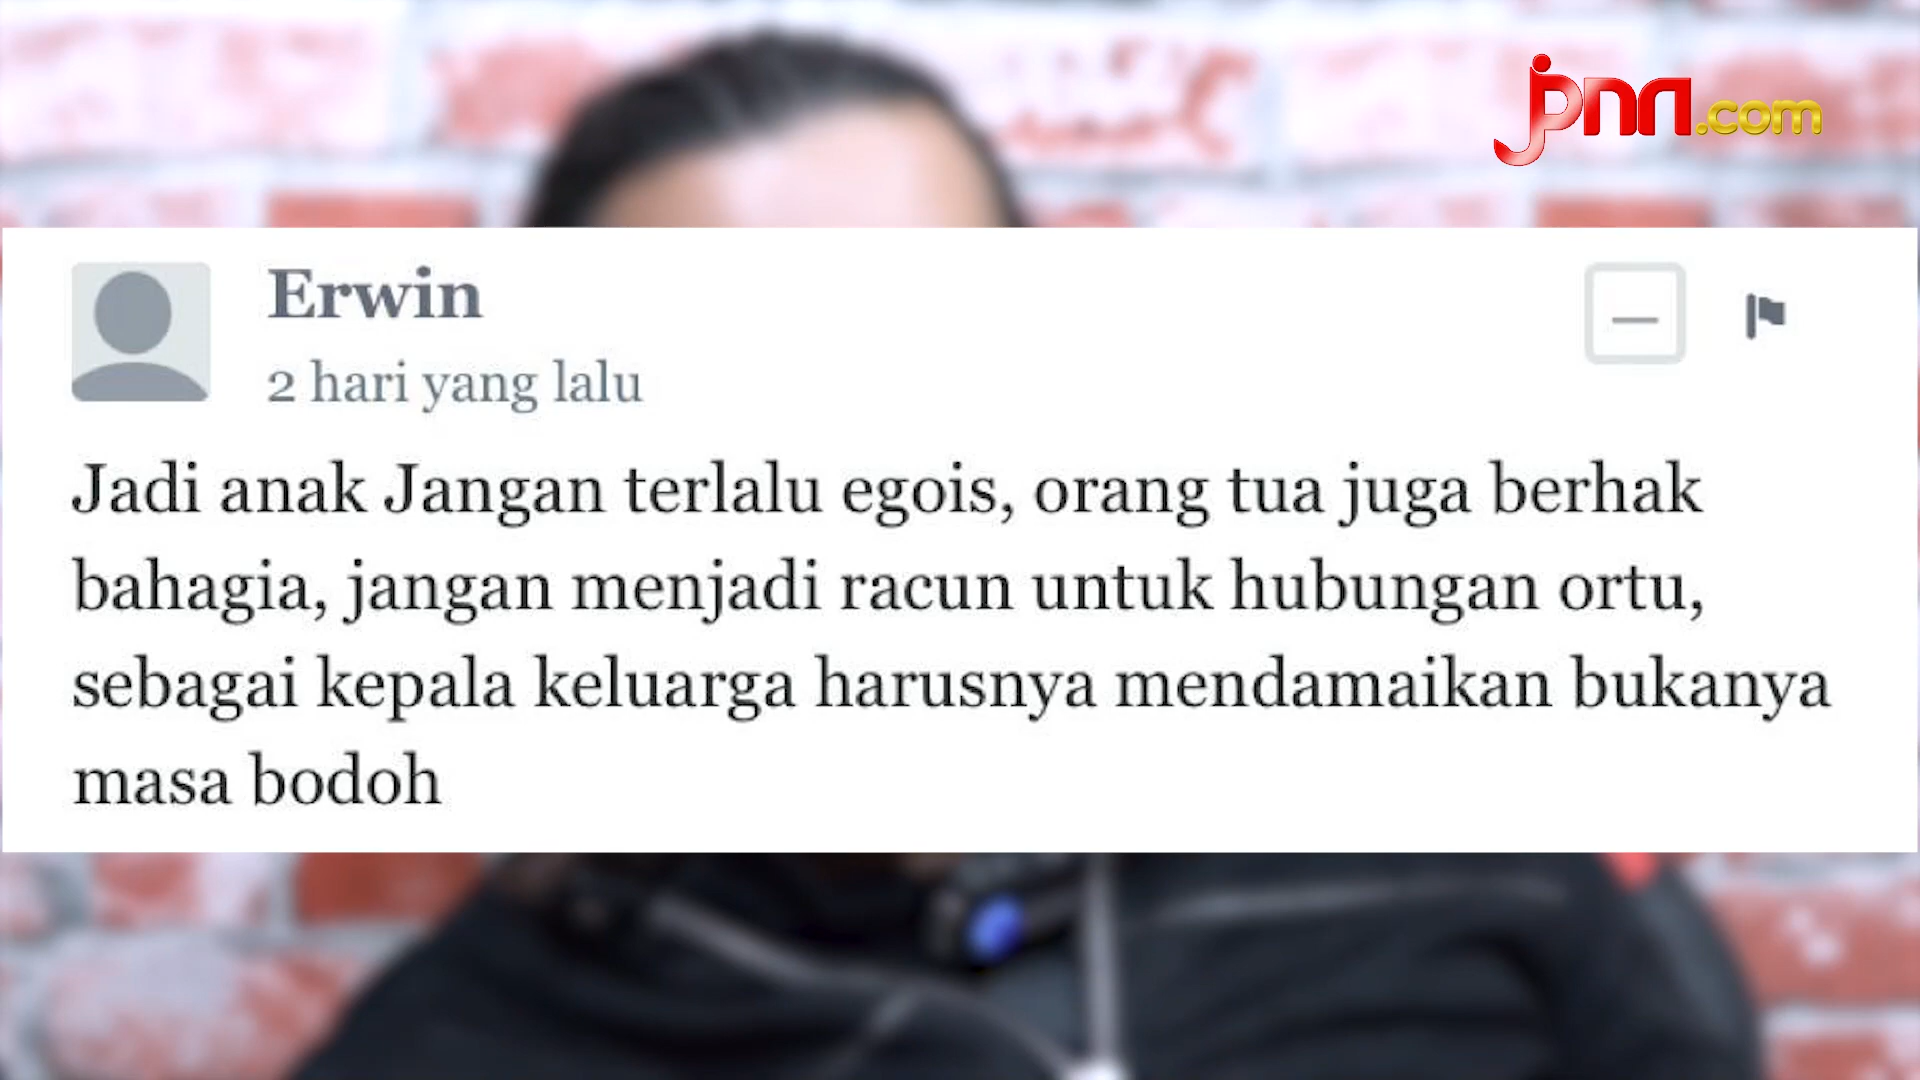 jpnn.com
Erwin
2 hari yang lalu
Jadi anak Jangan terlalu egois, orang tua juga berhak
bahagia, jangan menjadi racun untuk hubungan ortu,
sebagai kepala keluarga harusnya mendamaikan bukanya
masa bodoh